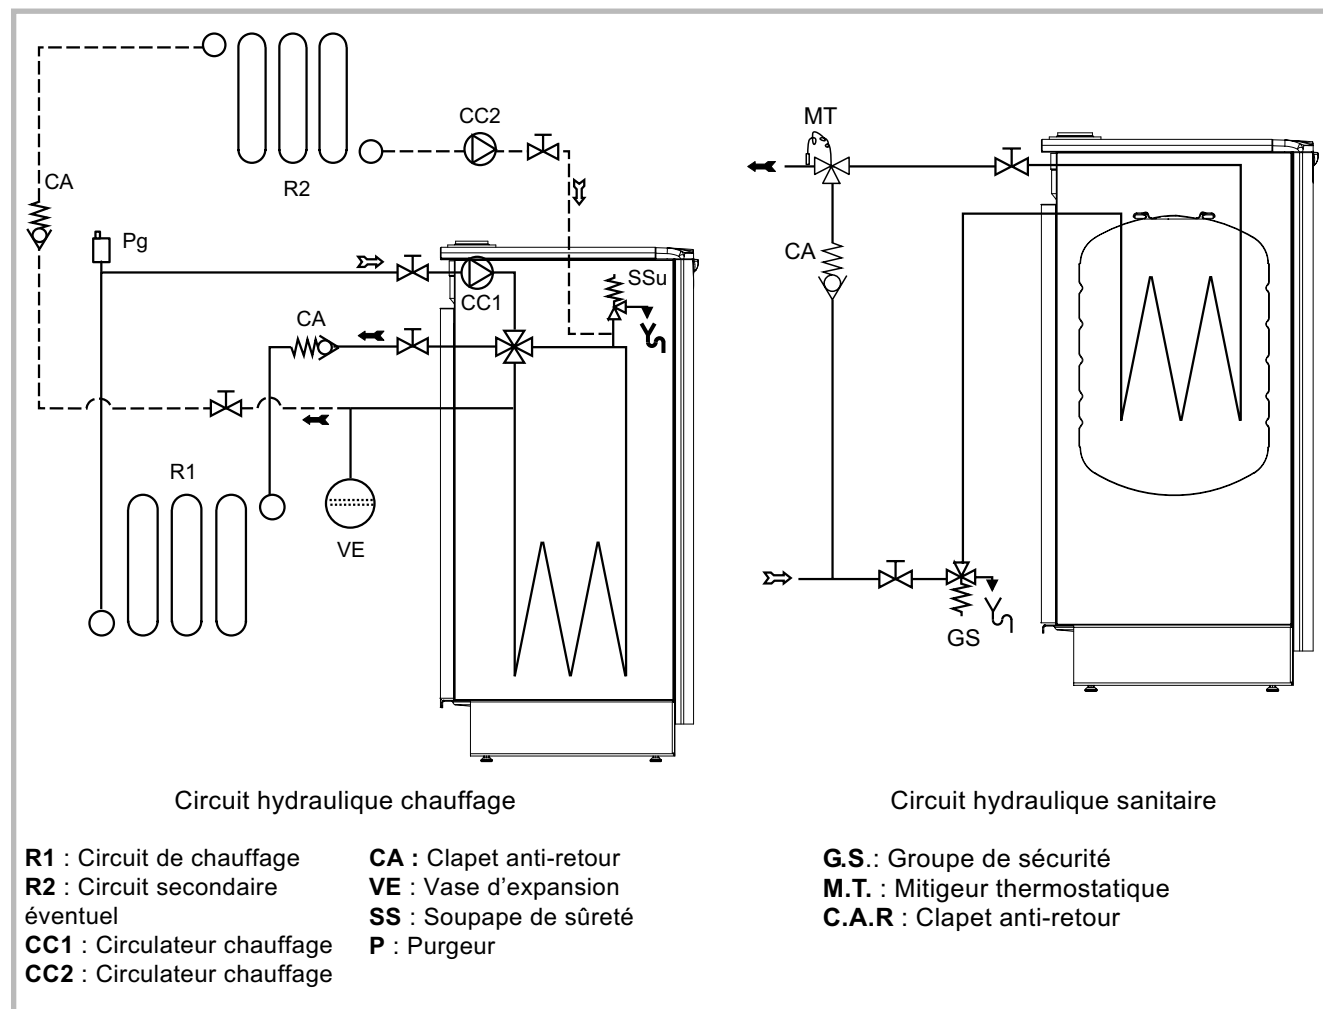 CC2
MT
CA
R2
Pg
CA
SSu
CC1
CA
R1
VE
GS
Circuit hydraulique chauffage
Circuit hydraulique sanitaire
R1 : Circuit de chauffage
R2 : Circuit secondaire
éventuel
CC1 : Circulateur chauffage
CC2 : Circulateur chauffage
CA : Clapet anti-retour
VE : Vase d'expansion
SS : Soupape de sûreté
P : Purgeur
G.S.: Groupe de sécurité
M.T. : Mitigeur thermostatique
C.A.R : Clapet anti-retour